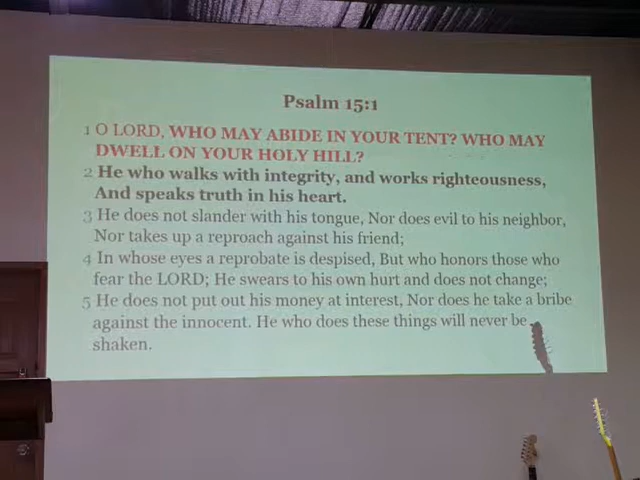 Psalm 15:1
1 O LORD, WHO MAY ABIDE IN YOUR TENT? WHO MAY
DWELL ON YOUR HOLY HILL?
2 He who walks with integrity, and works righteousness,
And speaks truth in his heart.
3 He does not slander with his tongue, Nor does evil to his neighbor,
Nor takes up a reproach against his friend;
4 In whose eyes a reprobate is despised, But who honors those who
fear the LORD; He swears to his own hurt and does not change;
5 He does not put out his money at interest, Nor does he take a bribe
against the innocent. He who does these things will never be
shaken.